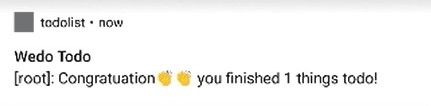 todolist • now
Wedo Todo
[root]: Congratuation👏👏 you finished 1 things todo!